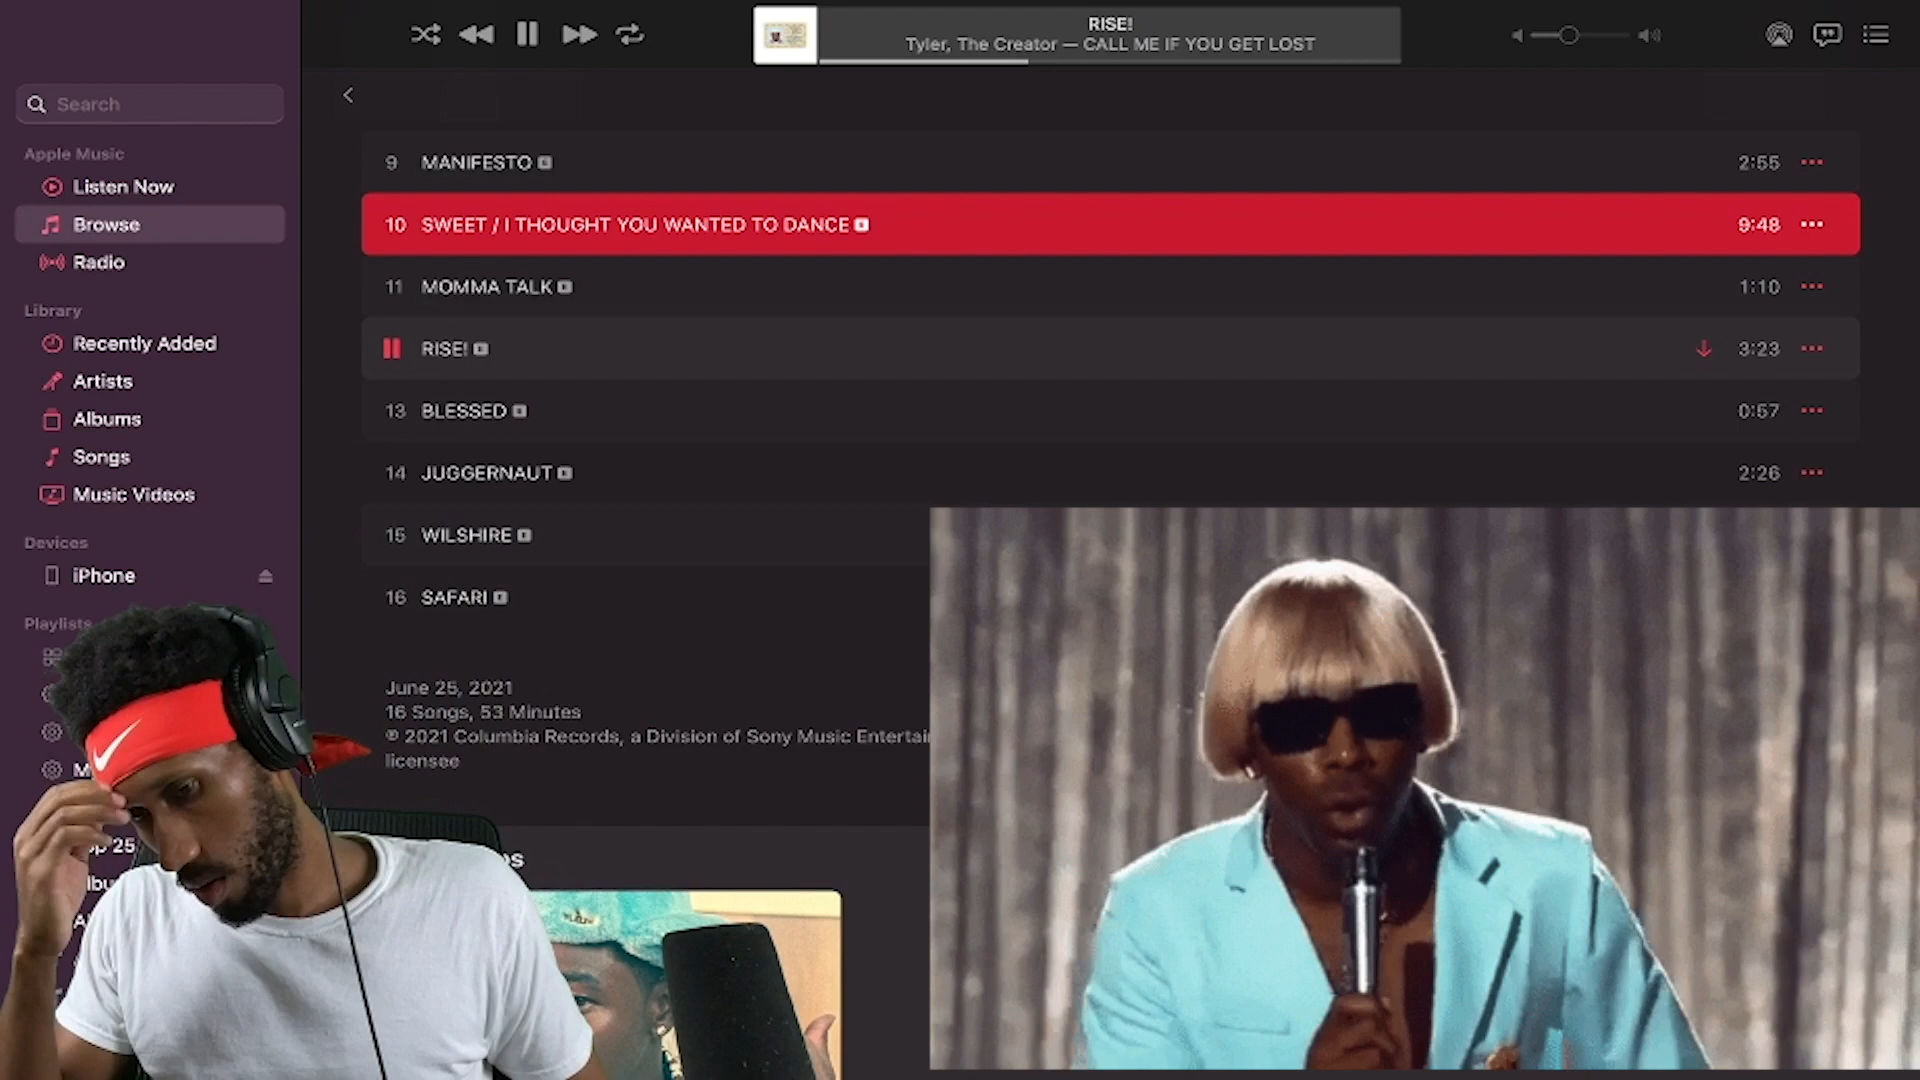 RISE!
Tyler, The Creator — CALL ME IF YOU GET LOST
Search
Apple Music
Listen Now
Browse
Radio
Library
Recently Added
Artists
Albums
Songs
Music Videos
Devices
iPhone
Playlists
9 MANIFESTO E 2:55
10 SWEET / I THOUGHT YOU WANTED TO DANCE E 9:48
11 MOMMA TALK E 1:10
RISE! E 3:23
13 BLESSED E 0:57
14 JUGGERNAUT E 2:26
15 WILSHIRE E
16 SAFARI E
June 25, 2021
16 Songs, 53 Minutes
℗ 2021 Columbia Records, a Division of Sony Music Entertai
licensee